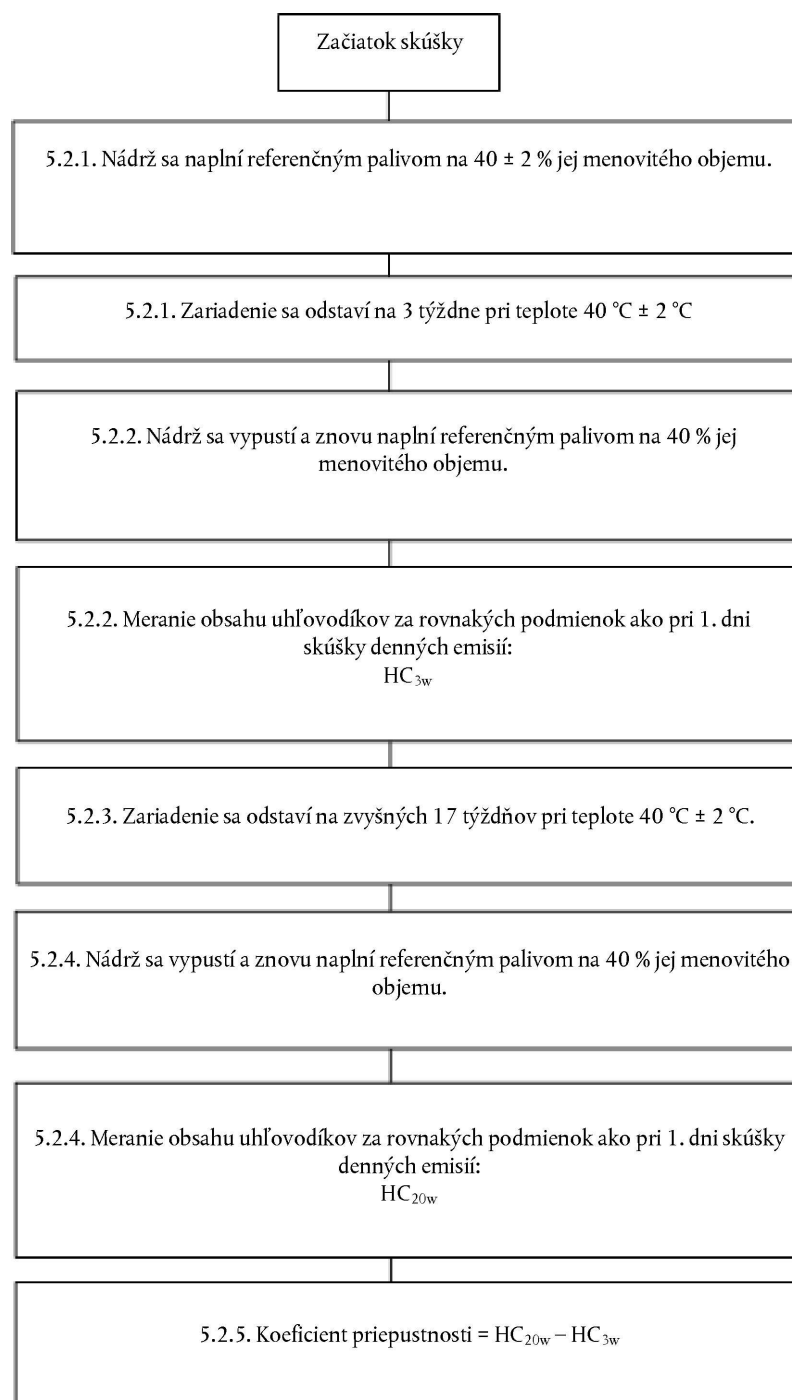 Začiatok skúšky
5.2.1. Nádrž sa naplní referenčným palivom na 40 ± 2 % jej menovitého objemu.
5.2.1. Zariadenie sa odstaví na 3 týždne pri teplote 40 °C ± 2 °C
5.2.2. Nádrž sa vypustí a znovu naplní referenčným palivom na 40 % jej
menovitého objemu.
5.2.2. Meranie obsahu uhľovodíkov za rovnakých podmienok ako pri 1. dni
skúšky denných emisií:
HC3w
5.2.3. Zariadenie sa odstaví na zvyšných 17 týždňov pri teplote 40 °C ± 2 °C.
5.2.4. Nádrž sa vypustí a znovu naplní referenčným palivom na 40 % jej menovitého
objemu.
5.2.4. Meranie obsahu uhľovodíkov za rovnakých podmienok ako pri 1. dni skúšky
denných emisií:
HC20w
5.2.5. Koeficient priepustnosti = HC20w – HC3w